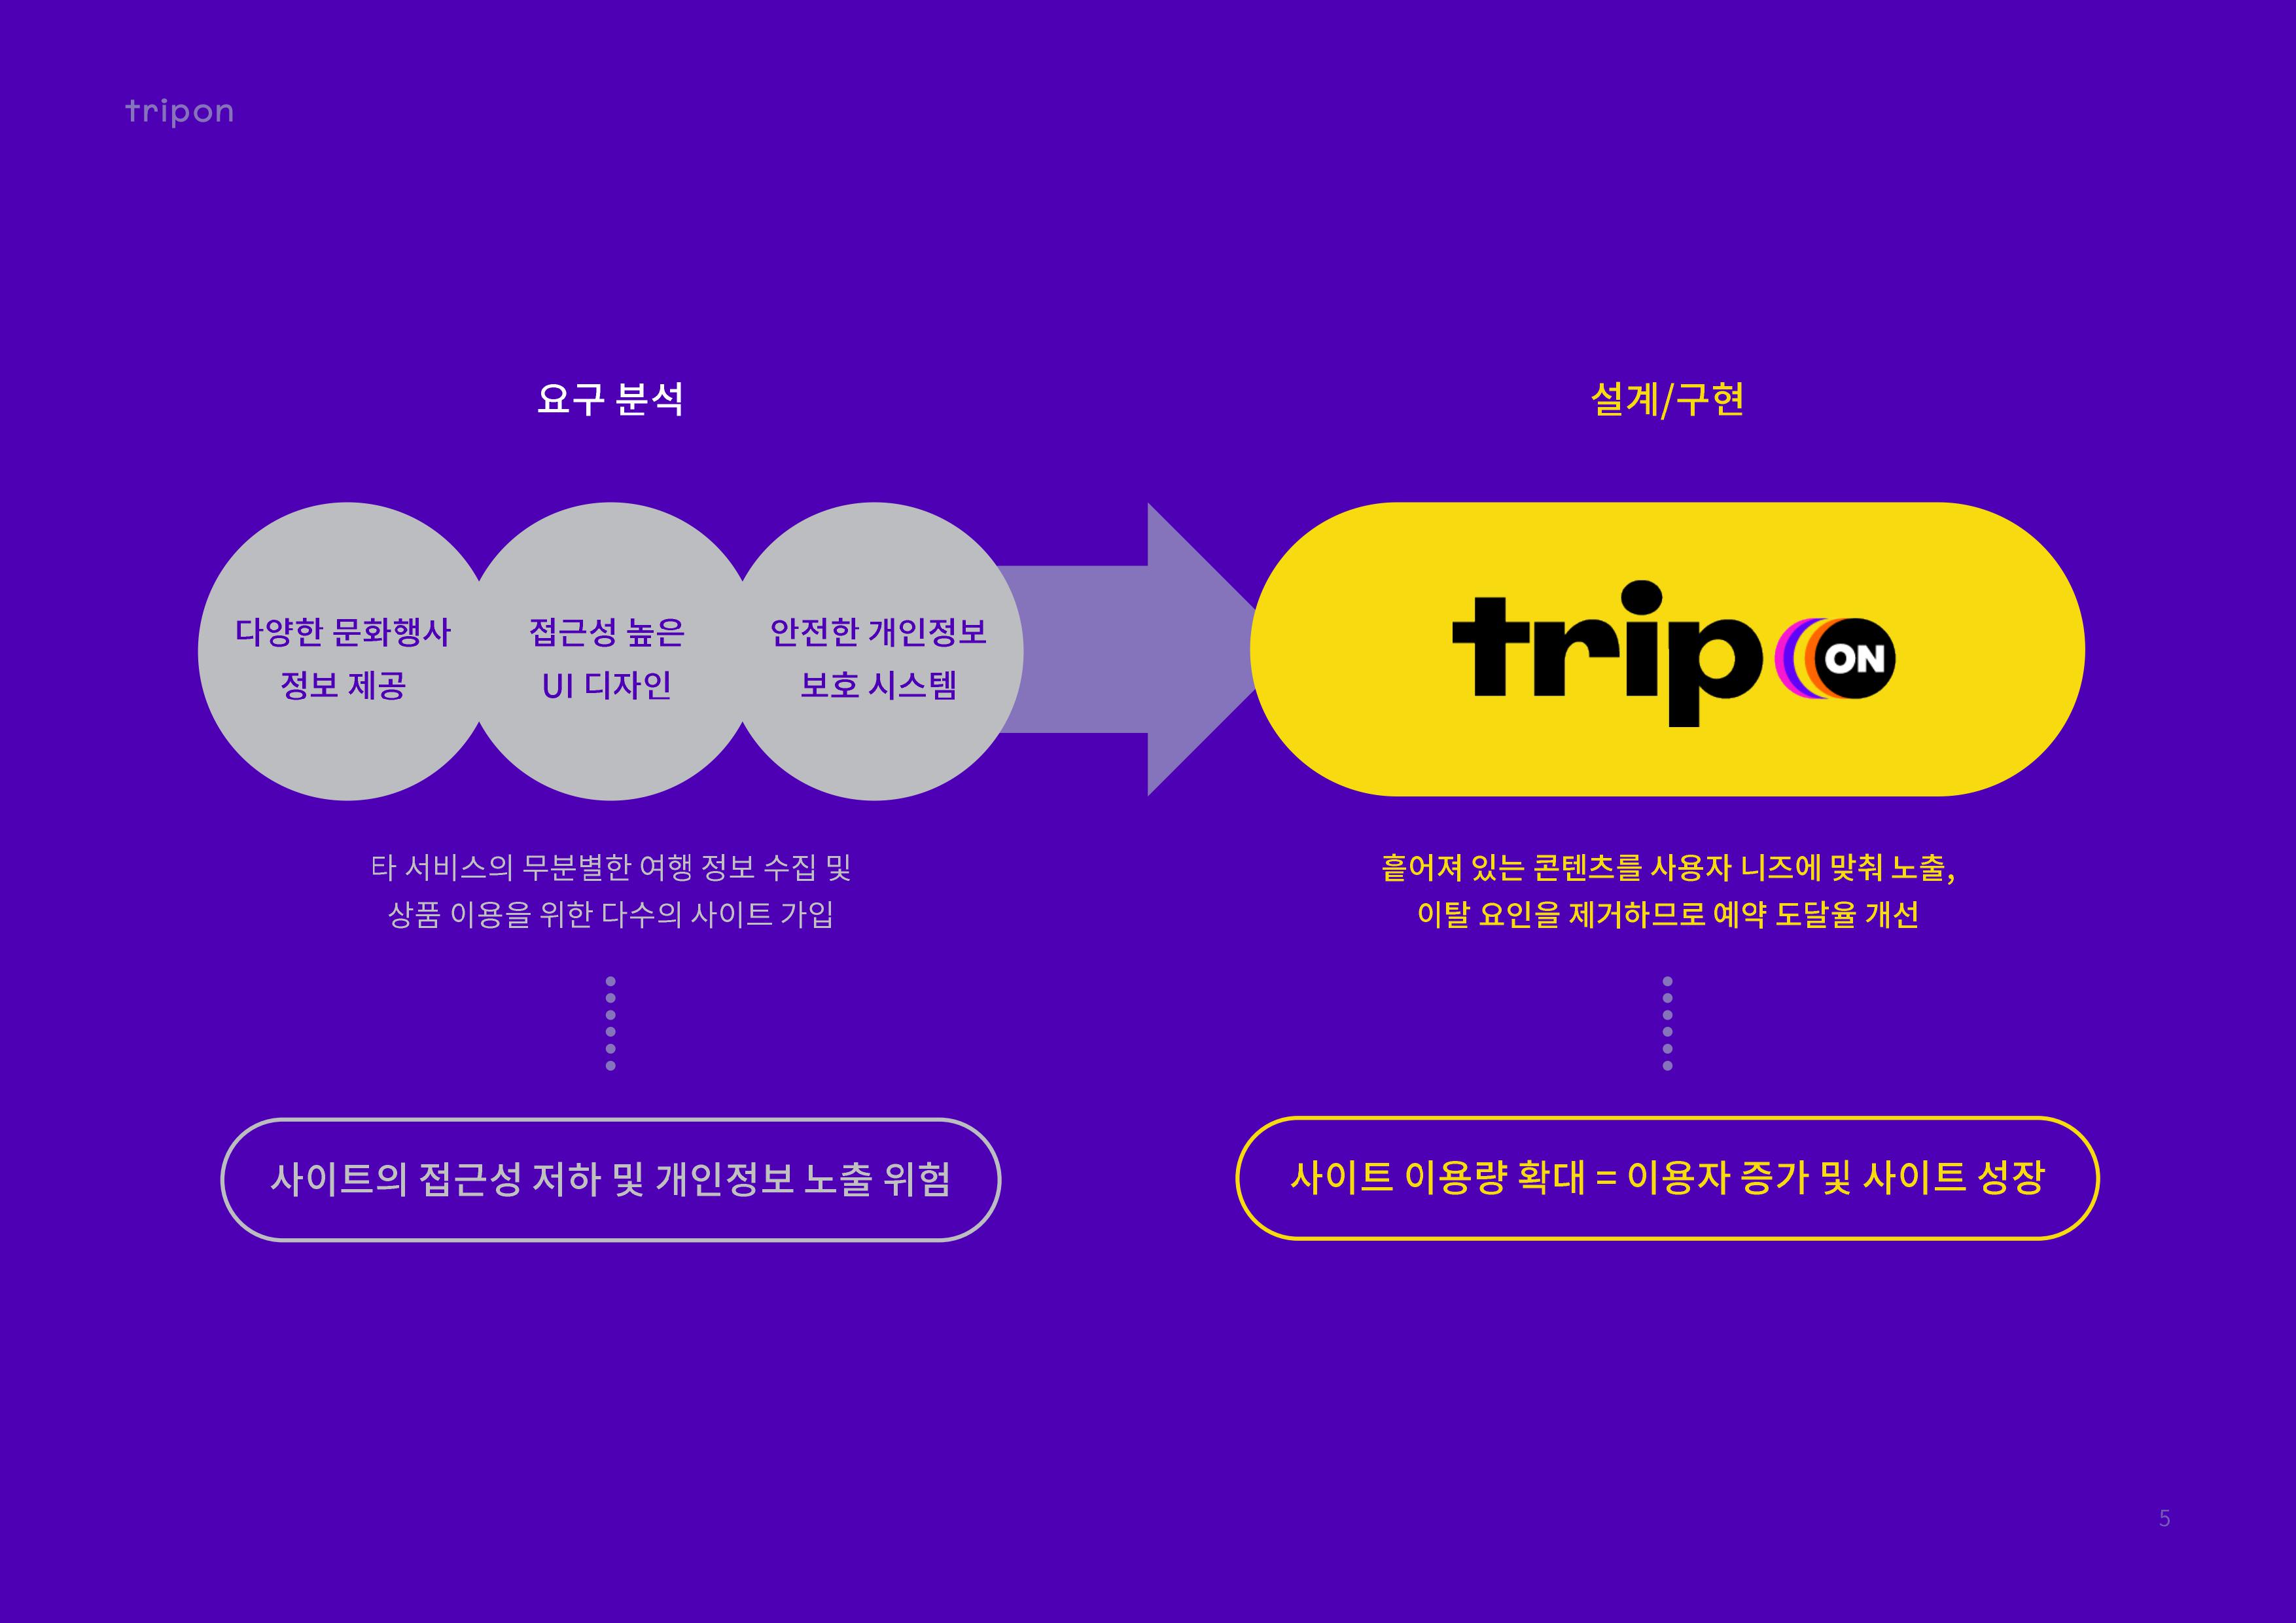 tripon
요구 분석
다양한 문화행사
정보 제공
접근성 높은
UI 디자인
안전한 개인정보
보호 시스템
타 서비스의 무분별한 여행 정보 수집 및
상품 이용을 위한 다수의 사이트 가입
사이트의 접근성 저하 및 개인정보 노출 위험
설계/구현
trip ON
흩어져 있는 콘텐츠를 사용자 니즈에 맞춰 노출,
이탈 요인을 제거하므로 예약 도달율 개선
사이트 이용량 확대 = 이용자 증가 및 사이트 성장
5